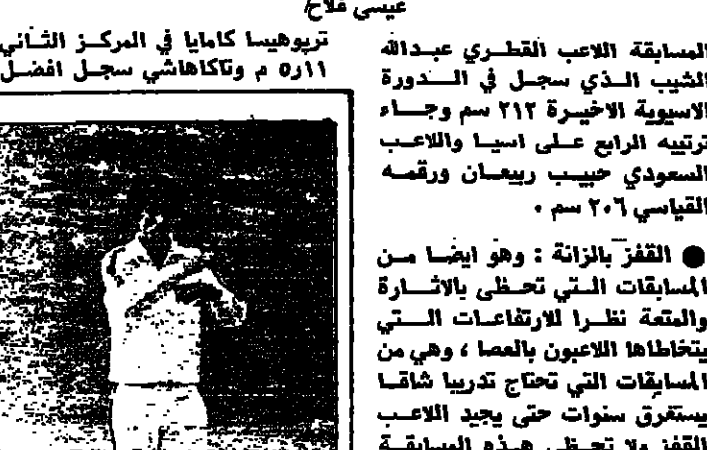 عيسى فلاح
المسابقة اللاعب القطري عبدالله
الشيب الذي سجل في الدورة
الاسيوية الاخيرة ٢١٢ سم وجاء
ترتيبه الرابع على اسيا واللاعب
السعودي حبيب ربيعان ورقمه
القياسي ٢٠٦ سم ٠
● القفز بالزانة : وهو ايضا من
المسابقات التي تحظى بالاثارة
والمتعة نظرا للارتفاعات التي
يتخاطاها اللاعبون بالعصا ، وهي من
المسابقات التي تحتاج تدريبا شاقا
يستغرق سنوات حتى يجيد اللاعب
القفز ولا تحظى هذه المسابقة
تريوهيسا كامايا في المركز الثاني
١١ر٥ م وتاكاهاشي سجل افضل